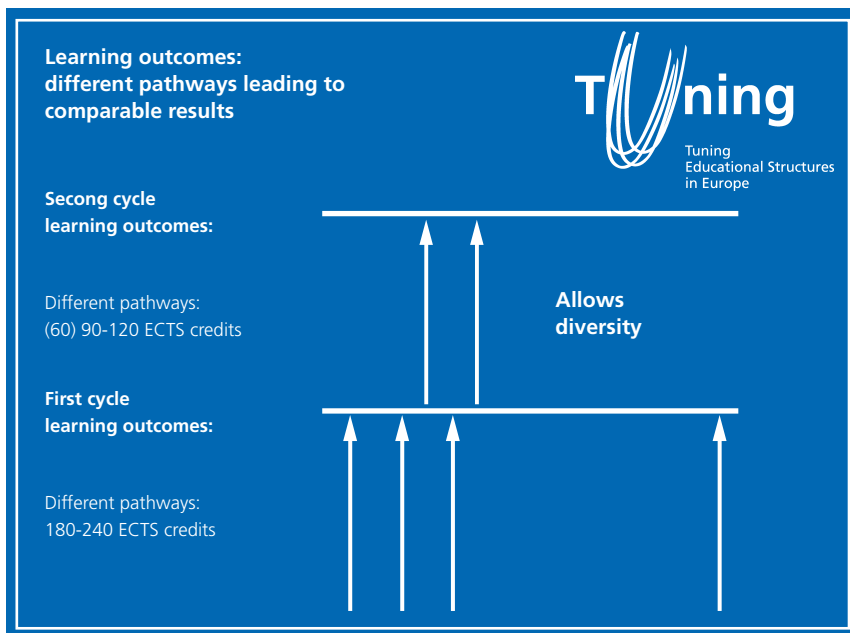 Learning outcomes:
different pathways leading to
comparable results
Tuning
Tuning
Educational Structures
in Europe
Secong cycle
learning outcomes:
Different pathways:
(60) 90-120 ECTS credits
Allows
diversity
First cycle
learning outcomes:
Different pathways:
180-240 ECTS credits